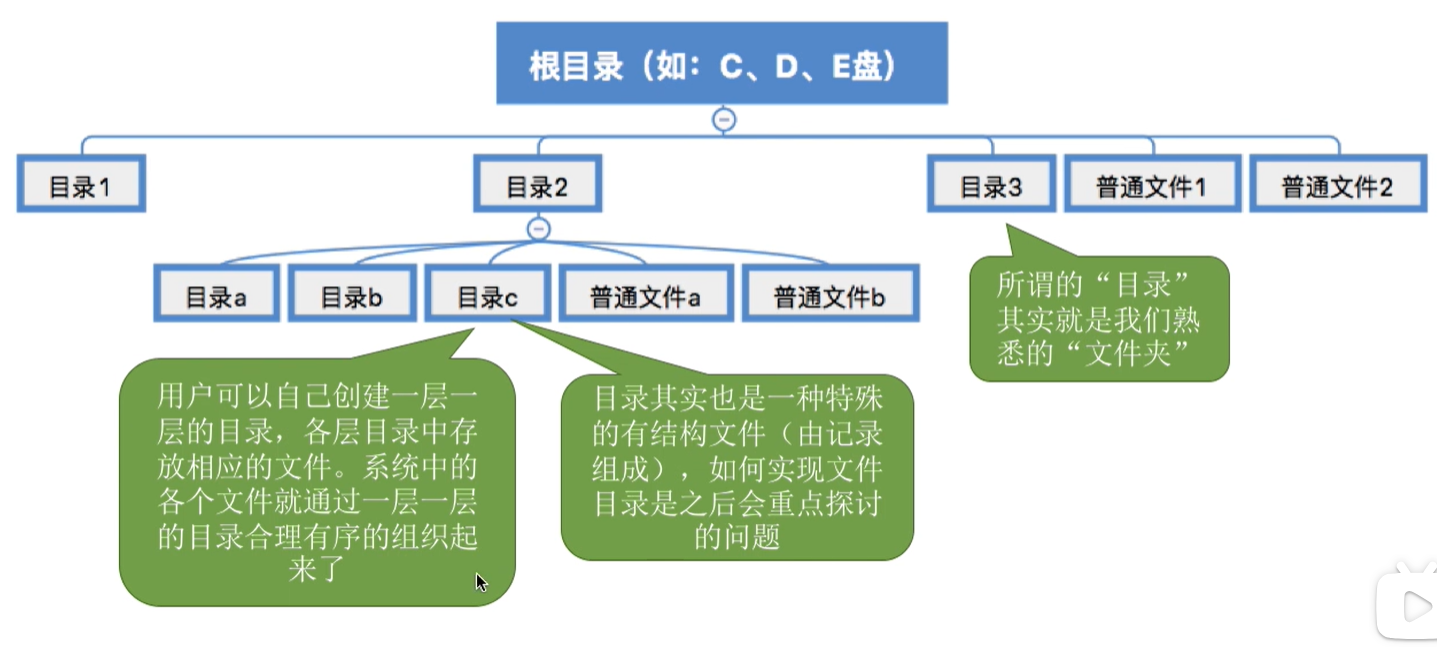 根目录（如：C、D、E盘）
目录1
目录2
目录3
普通文件1
普通文件2
目录a
目录b
目录c
普通文件a
普通文件b
所谓的“目录”
其实就是我们熟
悉的“文件夹”
用户可以自己创建一层一
层的目录，各层目录中存
放相应的文件。系统中的
各个文件就通过一层一层
的目录合理有序的组织起
来了
目录其实也是一种特殊
的有结构文件（由记录
组成），如何实现文件
目录是之后会重点探讨
的问题